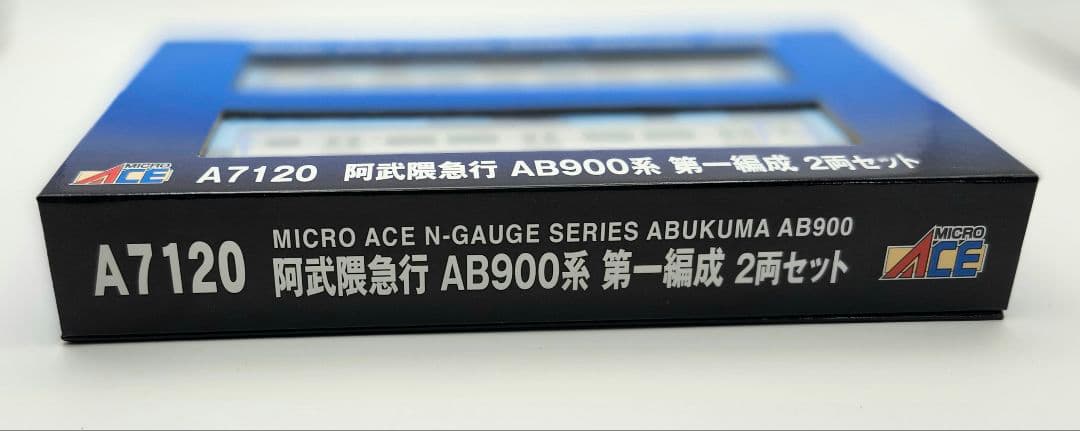 MICRO ACE
A7120 阿武隈急行 AB900系 第一編成 2両セット
A7120
MICRO ACE N-GAUGE SERIES ABUKUMA AB900
阿武隈急行 AB900系 第一編成 2両セット
MICRO ACE